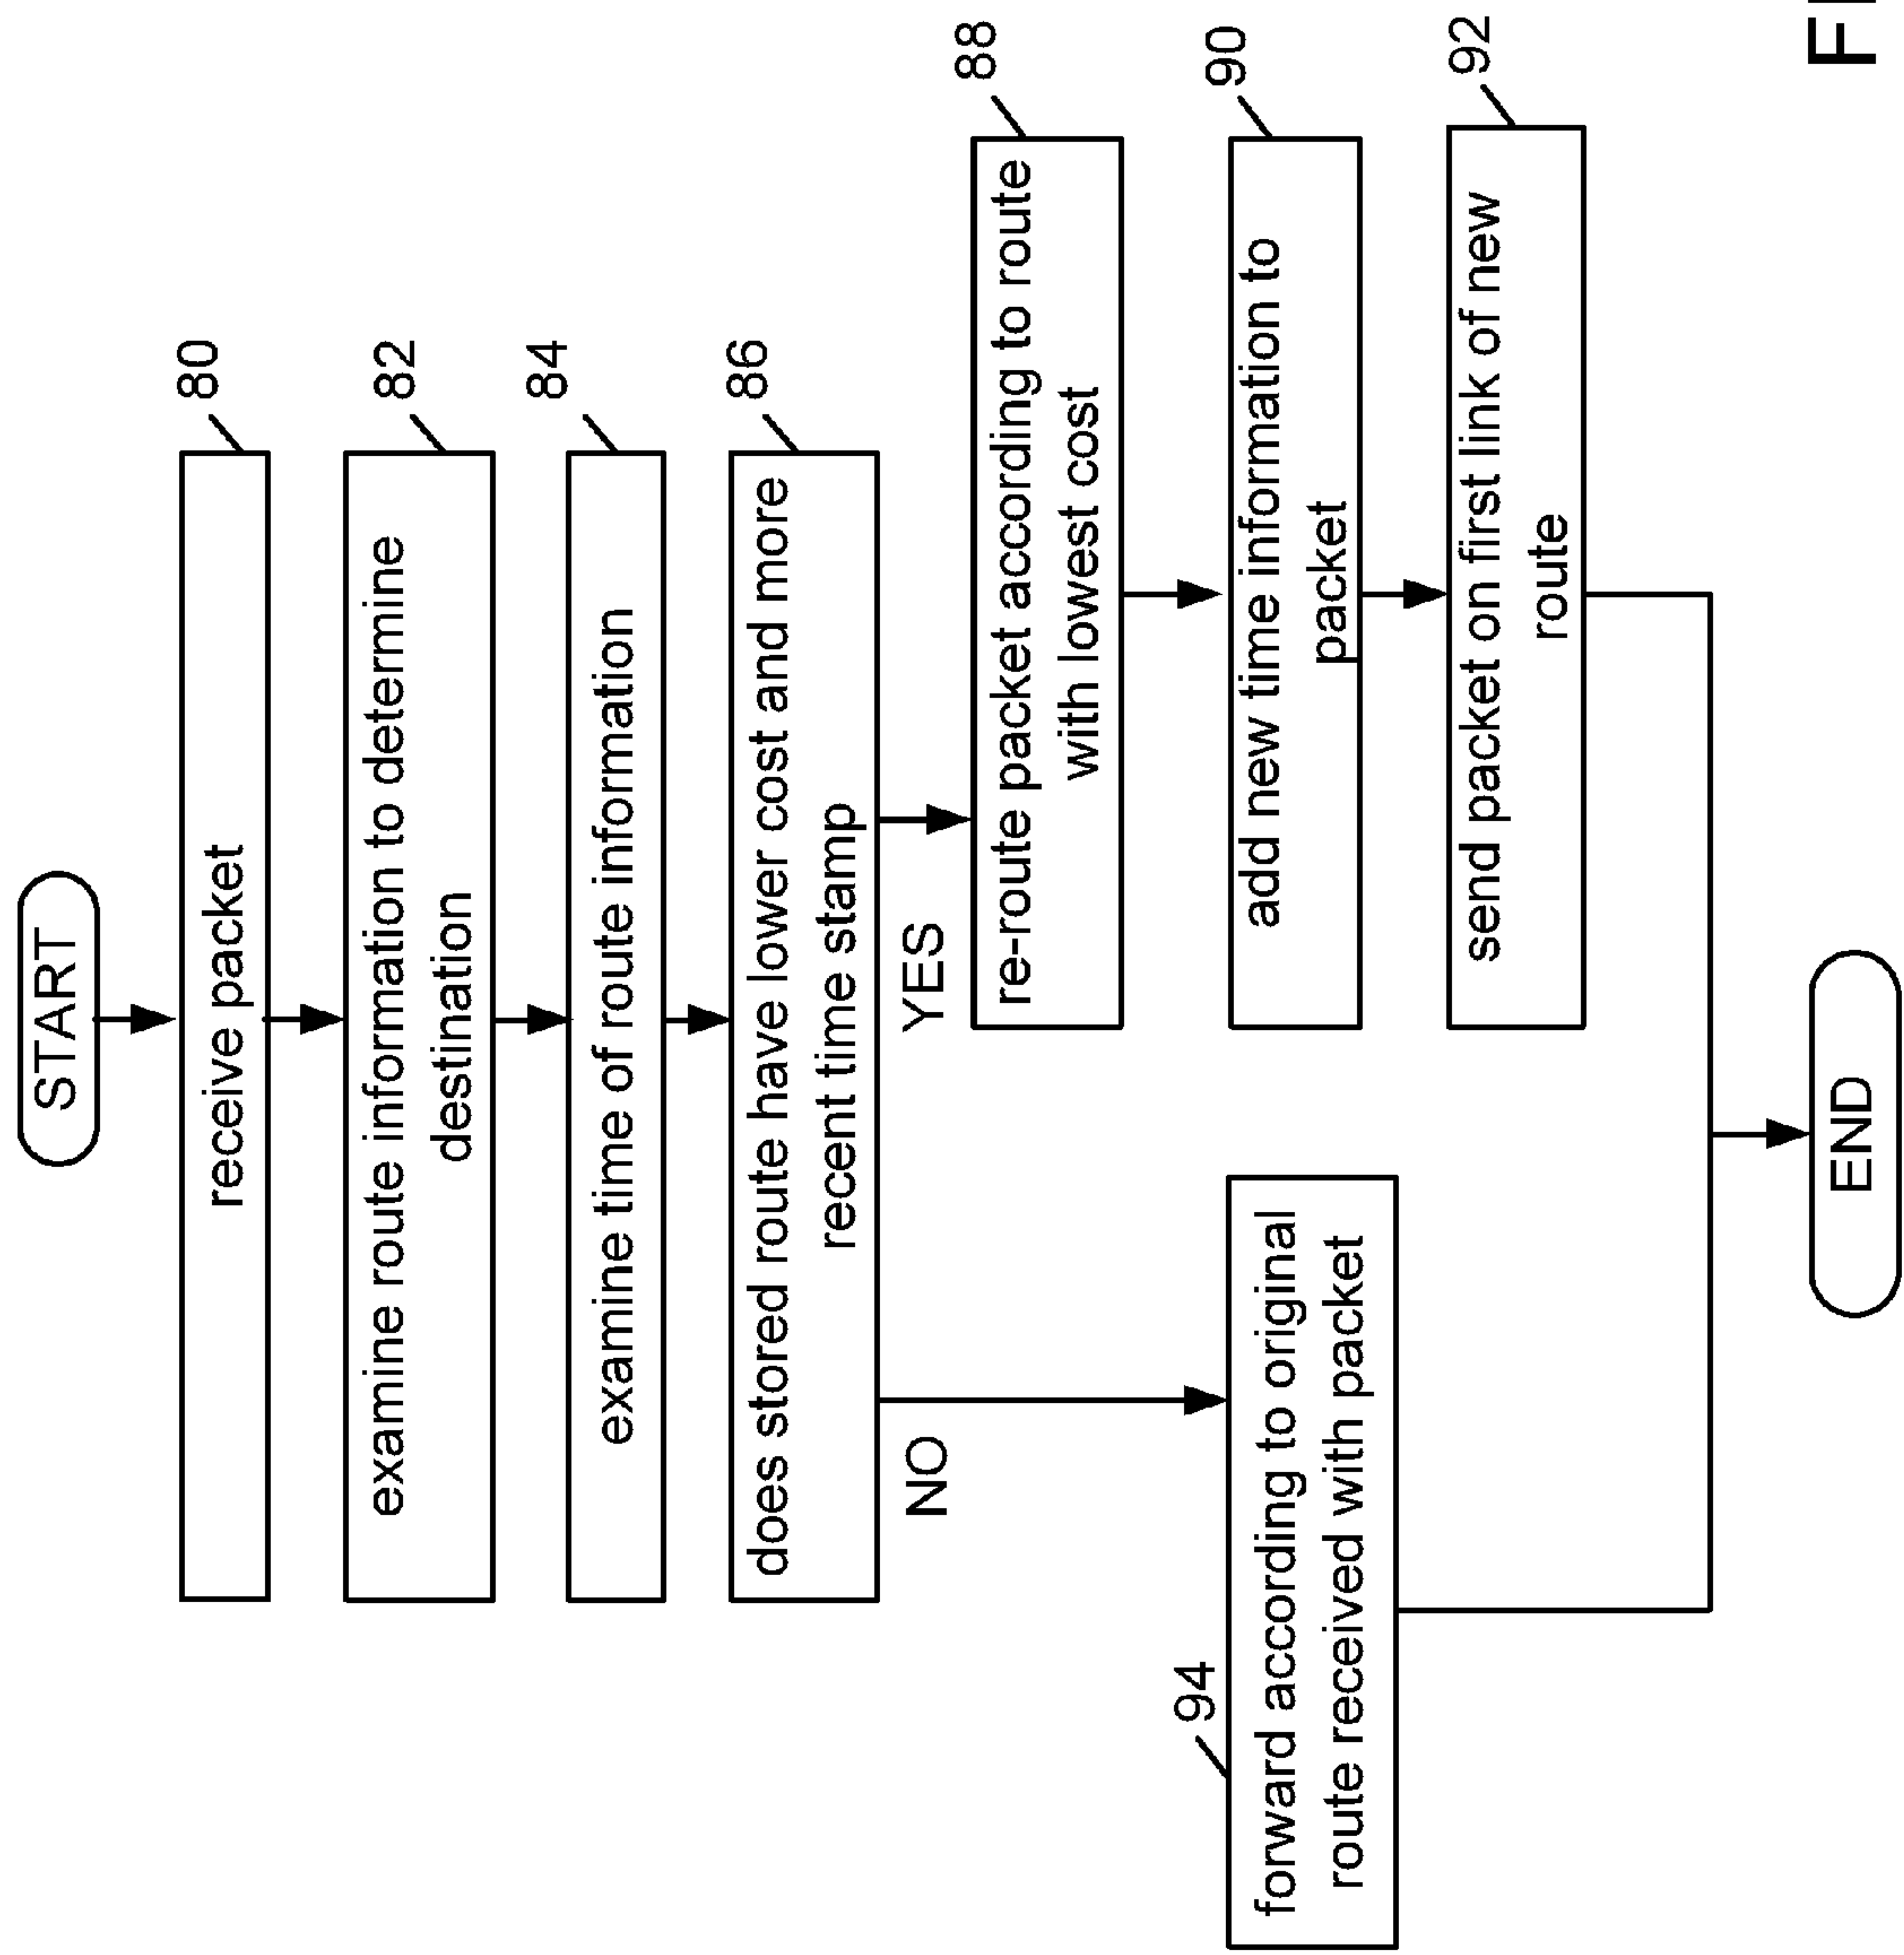 START
80
receive packet
82
examine route information to determine
destination
84
examine time of route information
86
does stored route have lower cost and more
recent time stamp
NO
YES
88
re-route packet according to route
with lowest cost
94
forward according to original
route received with packet
90
add new time information to
packet
92
send packet on first link of new
route
END